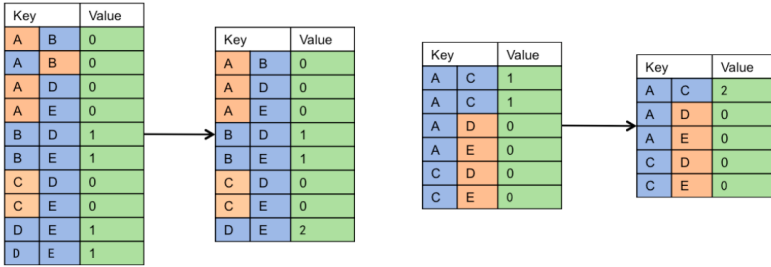 Key Value
A B 0
A B 0
A D 0
A E 0
B D 1
B E 1
C D 0
C E 0
D E 1
D E 1
Key Value
A B 0
A D 0
A E 0
B D 1
B E 1
C D 0
C E 0
D E 2
Key Value
A C 1
A C 1
A D 0
A E 0
C D 0
C E 0
Key Value
A C 2
A D 0
A E 0
C D 0
C E 0